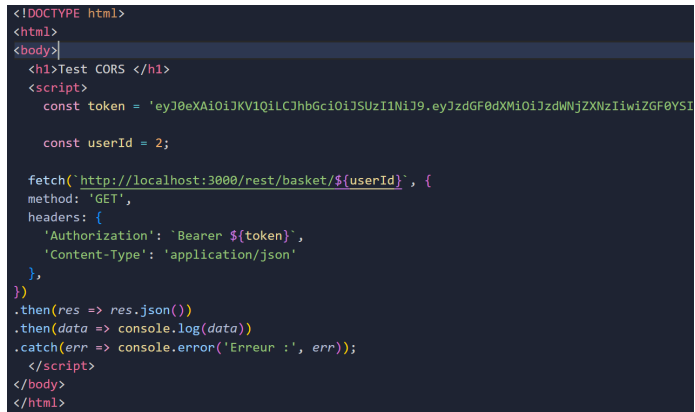 <!DOCTYPE html>
<html>
<body>
  <h1>Test CORS </h1>
  <script>
    const token = 'eyJ0eXAiOiJKV1QiLCJhbGciOiJSUzI1NiJ9.eyJzdGF0dXMiOiJzdWNjZXNzIiwiZGF0YSI

    const userId = 2;

  fetch(`http://localhost:3000/rest/basket/${userId}`, {
  method: 'GET',
  headers: {
    'Authorization': `Bearer ${token}`,
    'Content-Type': 'application/json'
  },
})
.then(res => res.json())
.then(data => console.log(data))
.catch(err => console.error('Erreur :', err));
  </script>
</body>
</html>